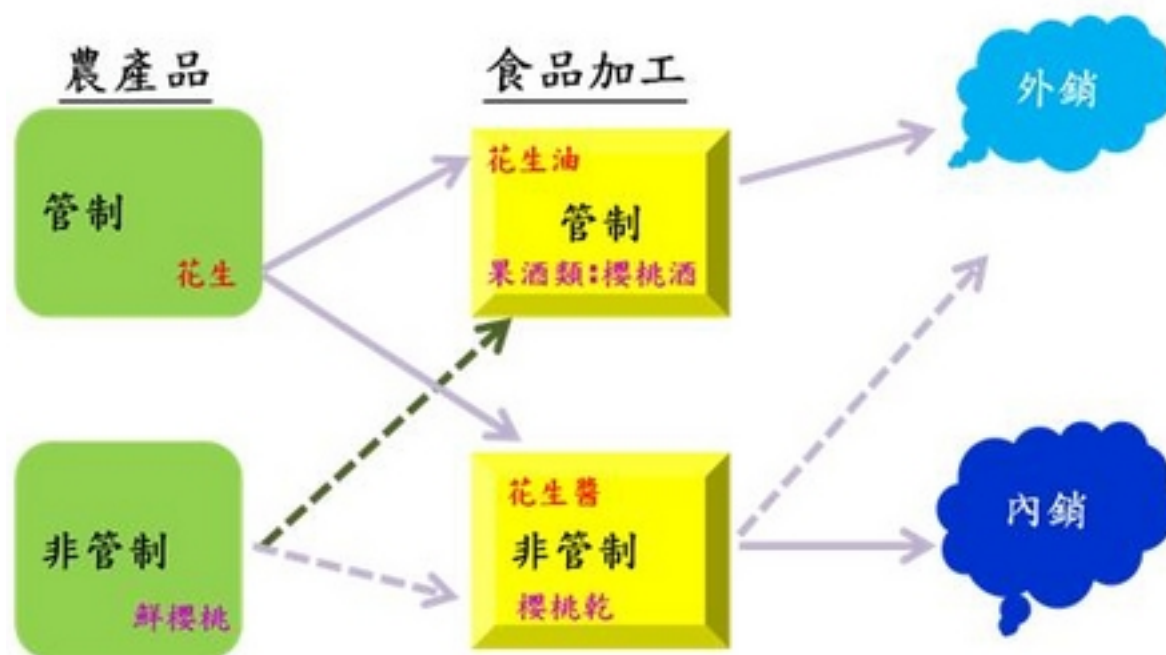 農產品
食品加工
外銷
管制
花生
花生油
管制
果酒類:櫻桃酒
非管制
鮮櫻桃
花生醬
非管制
櫻桃乾
內銷